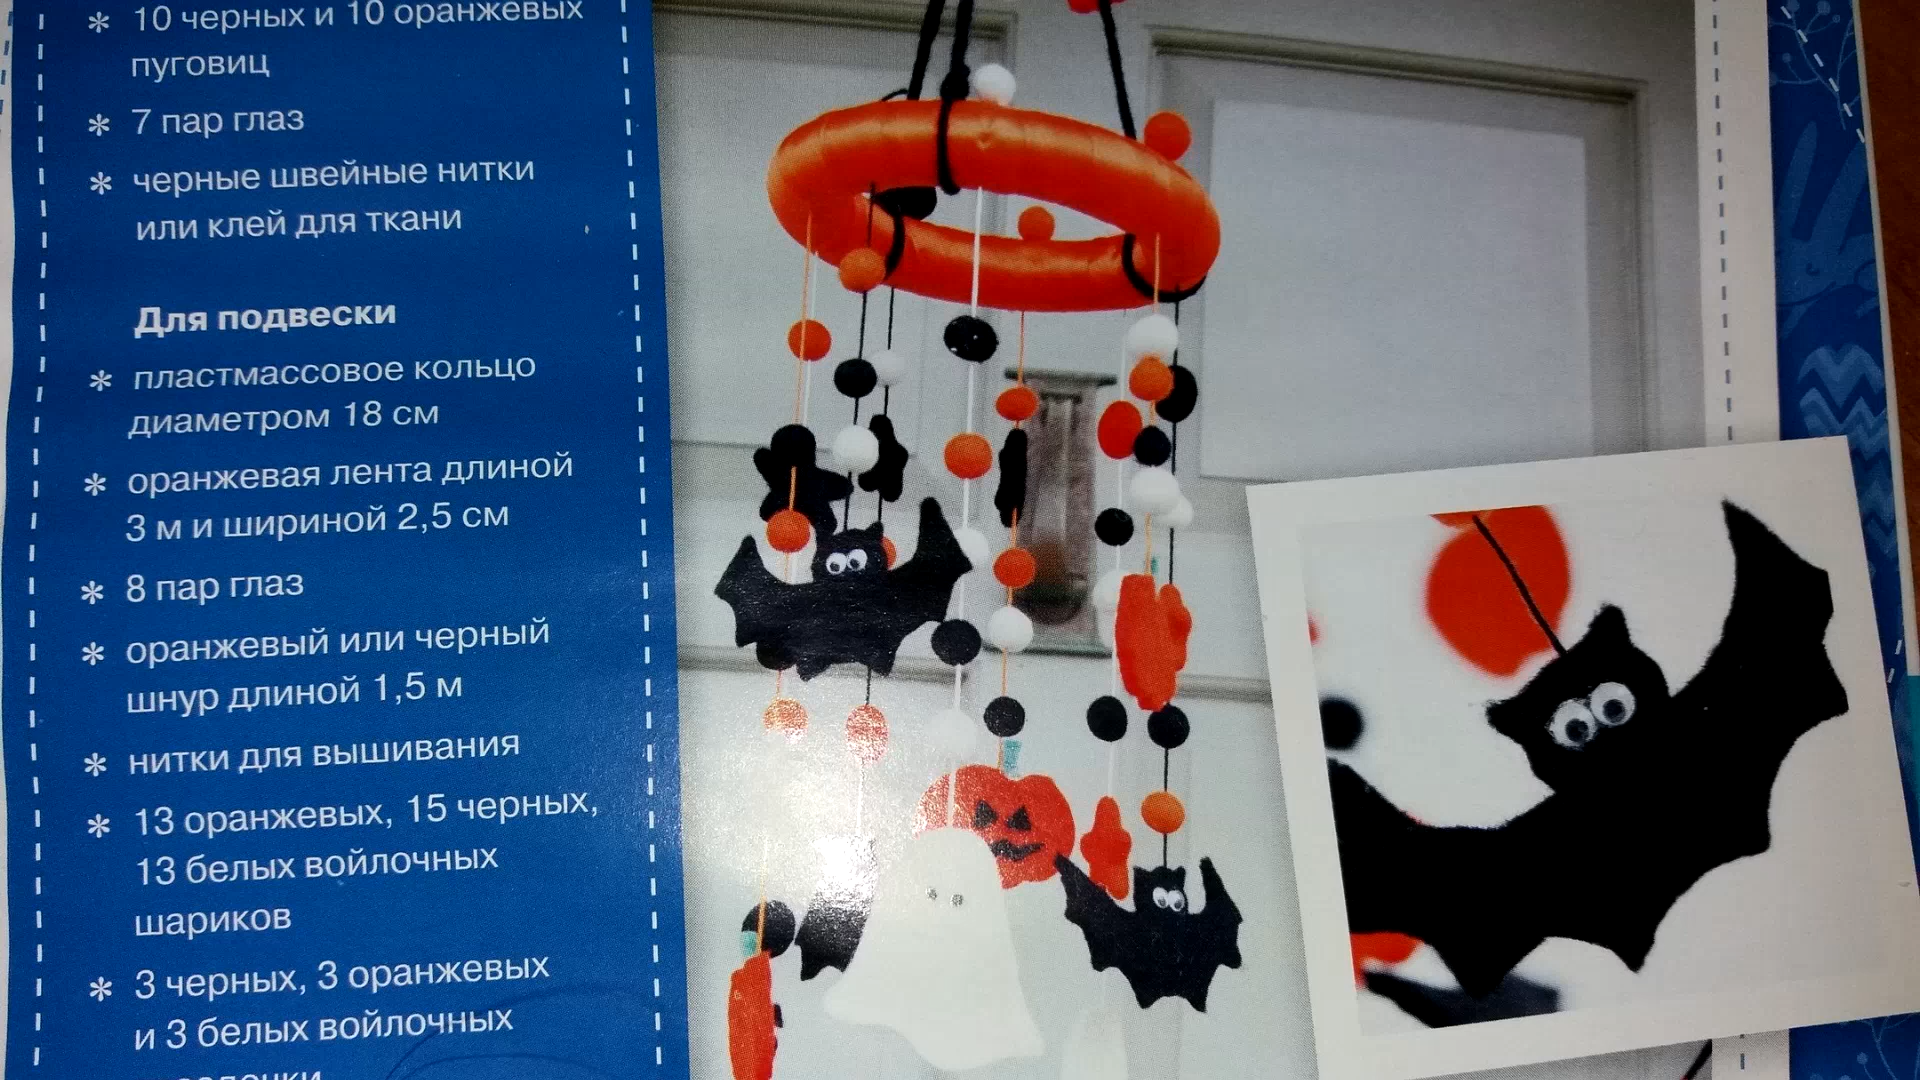 * 10 черных и 10 оранжевых
пуговиц
* 7 пар глаз
* черные швейные нитки
или клей для ткани
Для подвески
* пластмассовое кольцо
диаметром 18 см
* оранжевая лента длиной
3 м и шириной 2,5 см
* 8 пар глаз
* оранжевый или черный
шнур длиной 1,5 м
* нитки для вышивания
* 13 оранжевых, 15 черных,
13 белых войлочных
шариков
* 3 черных, 3 оранжевых
и 3 белых войлочных